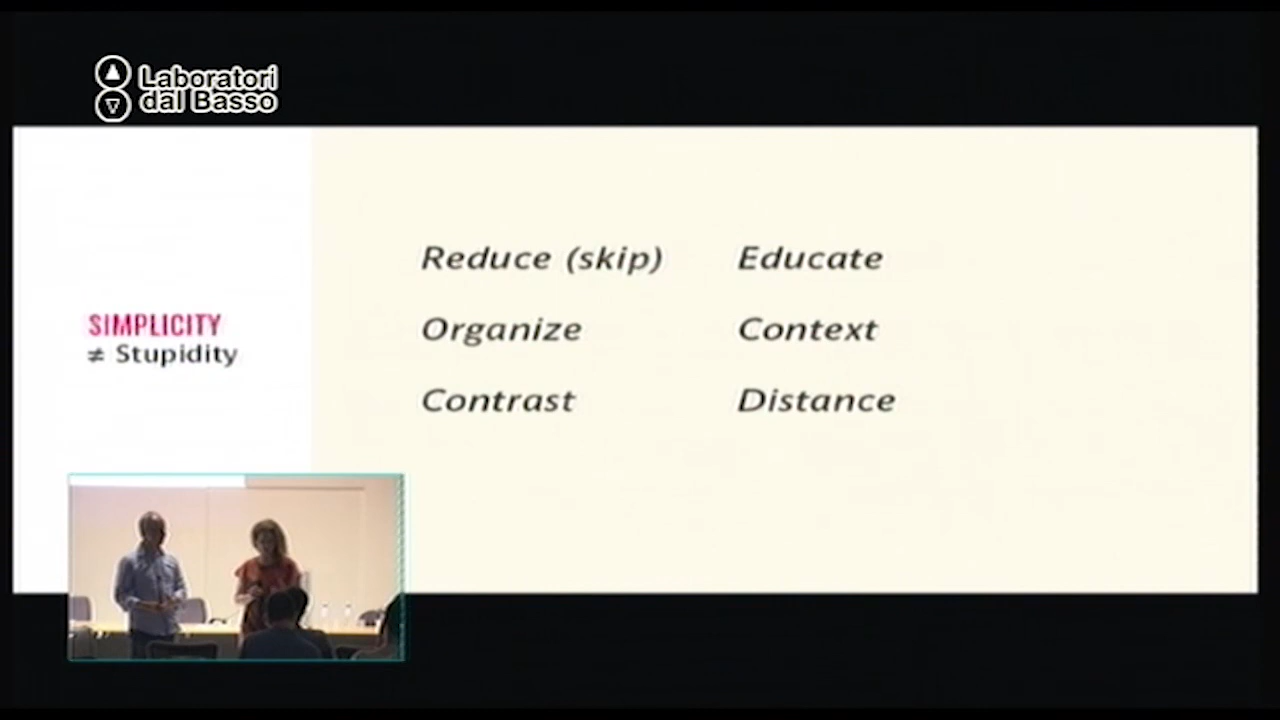 Laboratori
dal Basso
SIMPLICITY
≠ Stupidity
Reduce (skip)
Organize
Contrast
Educate
Context
Distance